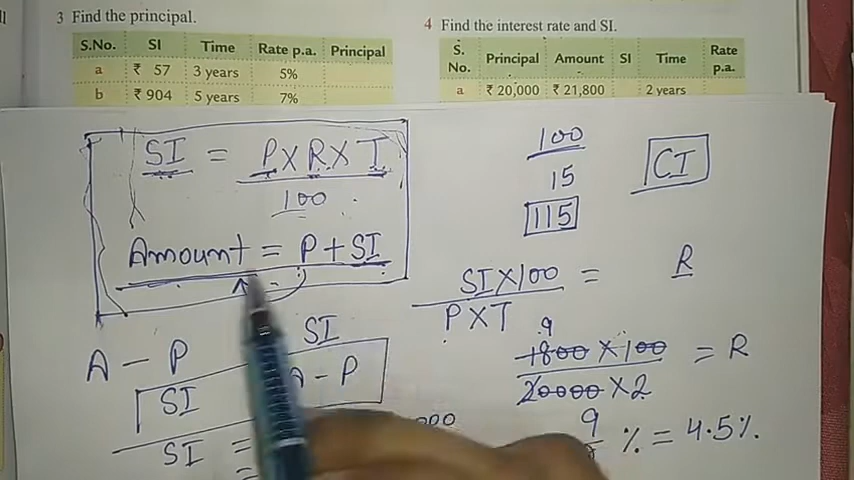 3 Find the principal.
S.No. SI Time Rate p.a. Principal
a ₹ 57 3 years 5%
b ₹ 904 5 years 7%
4 Find the interest rate and SI.
S. No. Principal Amount SI Time Rate p.a.
a ₹ 20,000 ₹ 21,800 2 years
SI = P X R X T
100
Amount = P + SI
A - P
SI
SI
A - P
SI =
=
100
15
115
CI
SI X 100 = R
P X T
9
1800 X 100 = R
20000 X 2
9 % = 4.5%